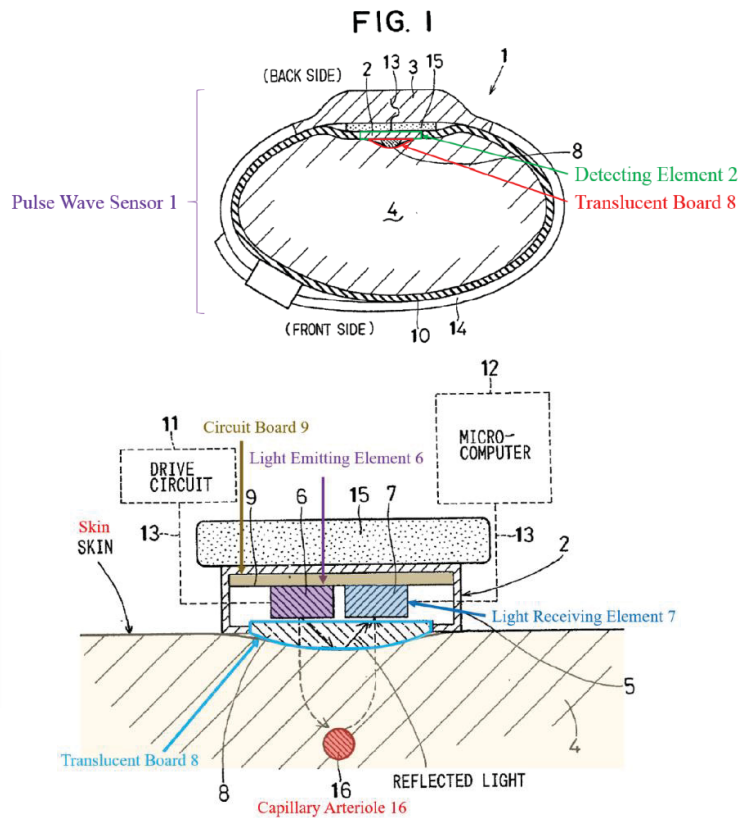 FIG. 1
(BACK SIDE)
2
13
3
15
1
8
Detecting Element 2
Translucent Board 8
Pulse Wave Sensor 1
4
(FRONT SIDE)
10
14
12
11
Circuit Board 9
MICRO-
COMPUTER
DRIVE
CIRCUIT
Light Emitting Element 6
9
6
15
7
13
13
Skin
SKIN
2
Light Receiving Element 7
5
4
Translucent Board 8
8
16
REFLECTED LIGHT
Capillary Arteriole 16